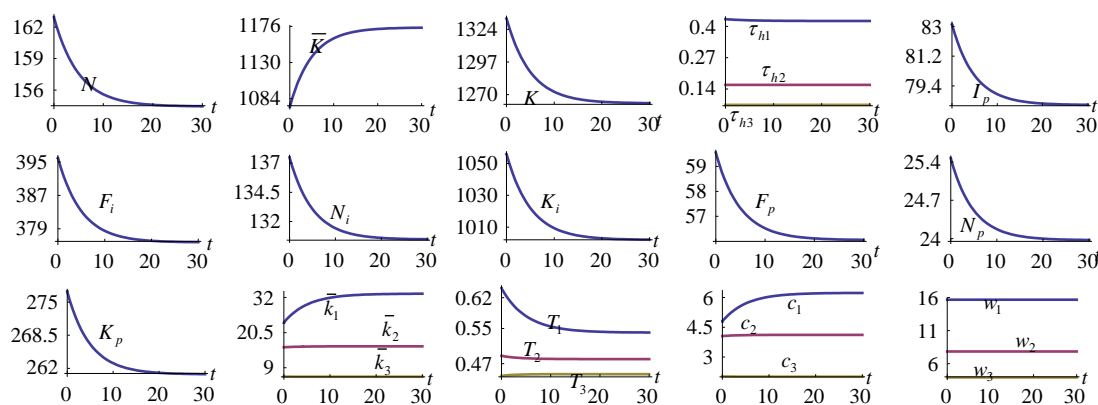 162
159
156
N
0 10 20 30 t
1176
1130
1084
K̄
0 10 20 30 t
1324
1297
1270
K
0 10 20 30 t
0.4
0.27
0.14
τh1
τh2
τh3
0 10 20 30 t
83
81.2
79.4
Ip
0 10 20 30 t
395
387
379
Fi
0 10 20 30 t
137
134.5
132
Ni
0 10 20 30 t
1050
1030
1010
Ki
0 10 20 30 t
59
58
57
Fp
0 10 20 30 t
25.4
24.7
24
Np
0 10 20 30 t
275
268.5
262
Kp
0 10 20 30 t
32
20.5
9
k̄1
k̄2
k̄3
0 10 20 30 t
0.62
0.55
0.47
T1
T2
T3
0 10 20 30 t
6
4.5
2
c1
c2
c3
0 10 20 30 t
16
11
6
w1
w2
w3
0 10 20 30 t